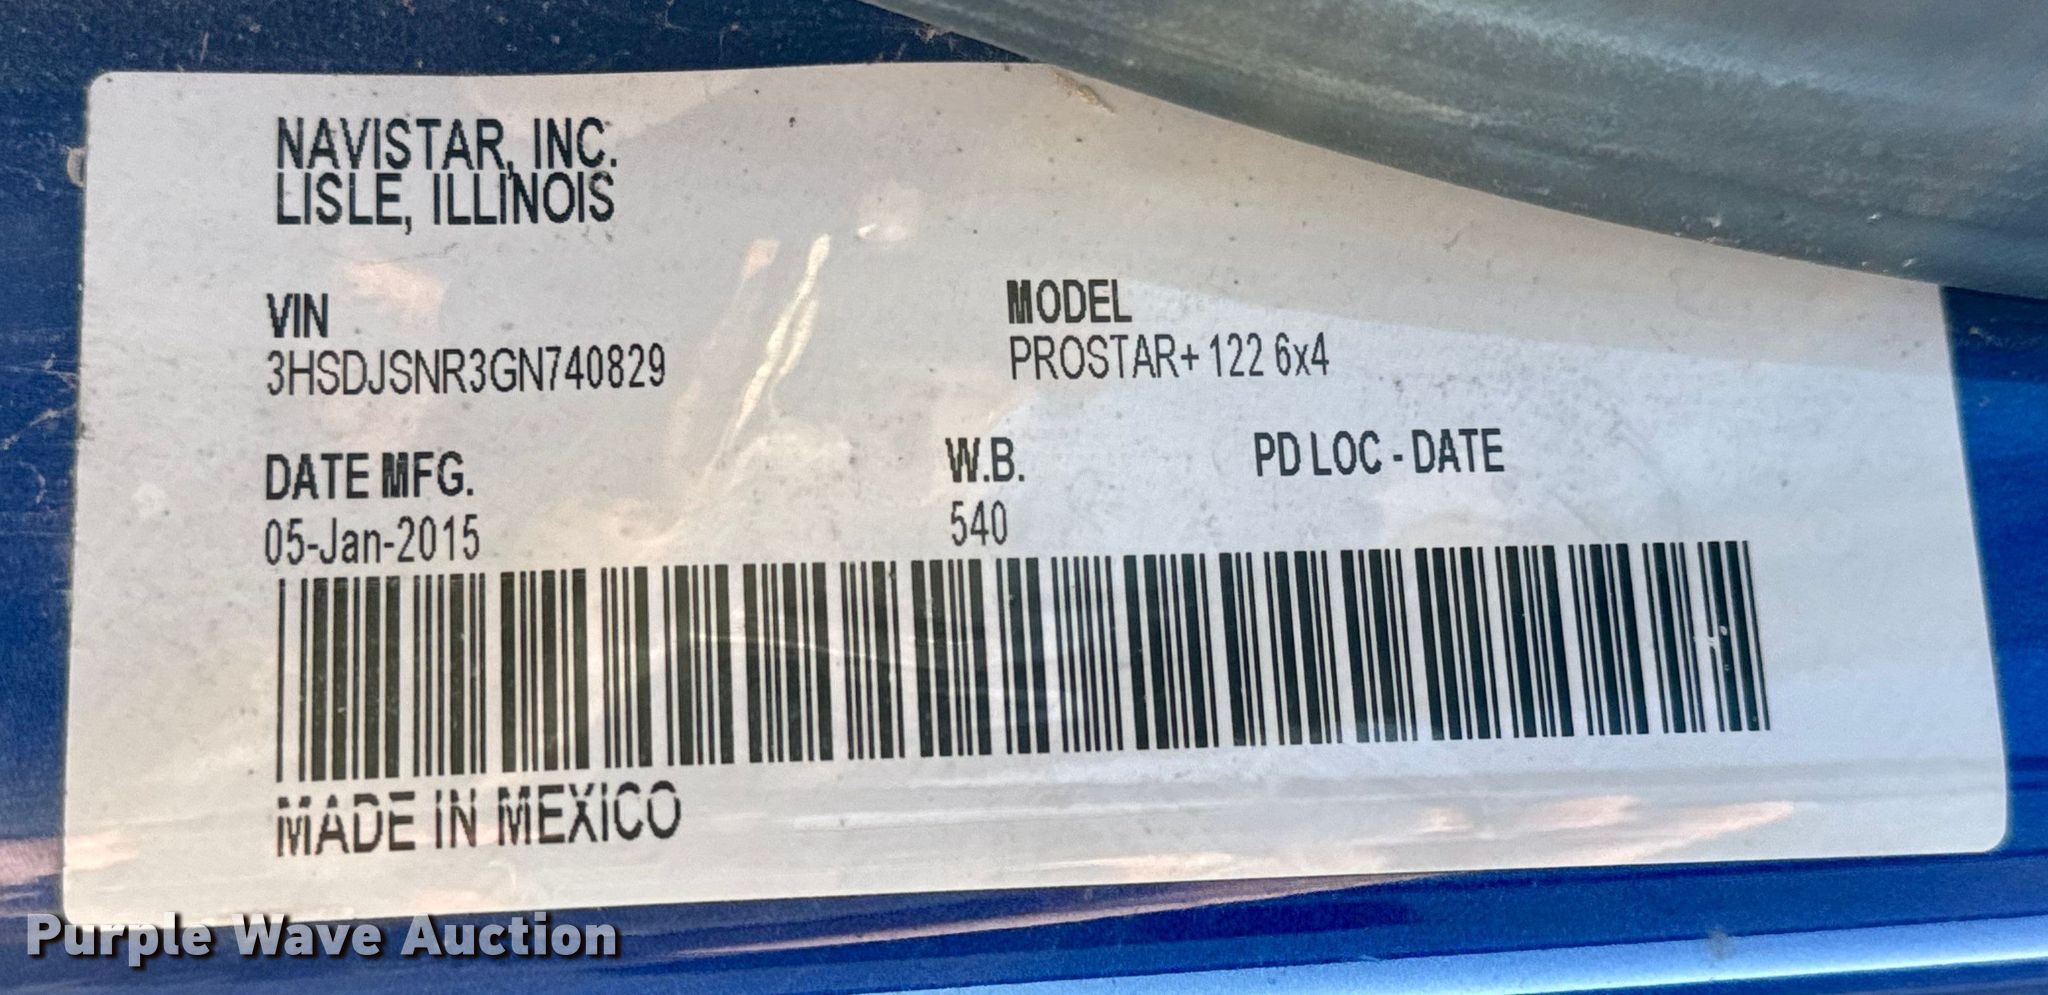 NAVISTAR, INC.
LISLE, ILLINOIS
VIN
3HSDJSNR3GN740829
MODEL
PROSTAR+ 122 6x4
DATE MFG.
05-Jan-2015
W.B.
540
PD LOC - DATE
MADE IN MEXICO
Purple Wave Auction